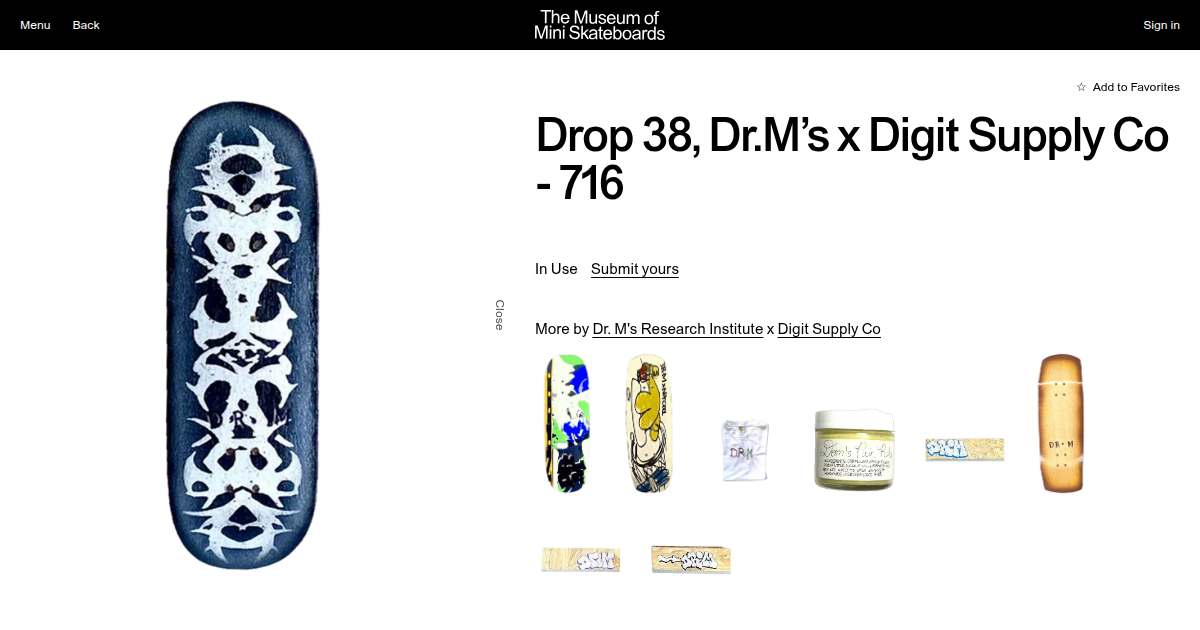 Menu
Back
The Museum of
Mini Skateboards
Sign in
☆ Add to Favorites
Drop 38, Dr.M’s x Digit Supply Co
- 716
In Use
Submit yours
Close
More by Dr. M's Research Institute x Digit Supply Co
D R M
DRM
DR•M